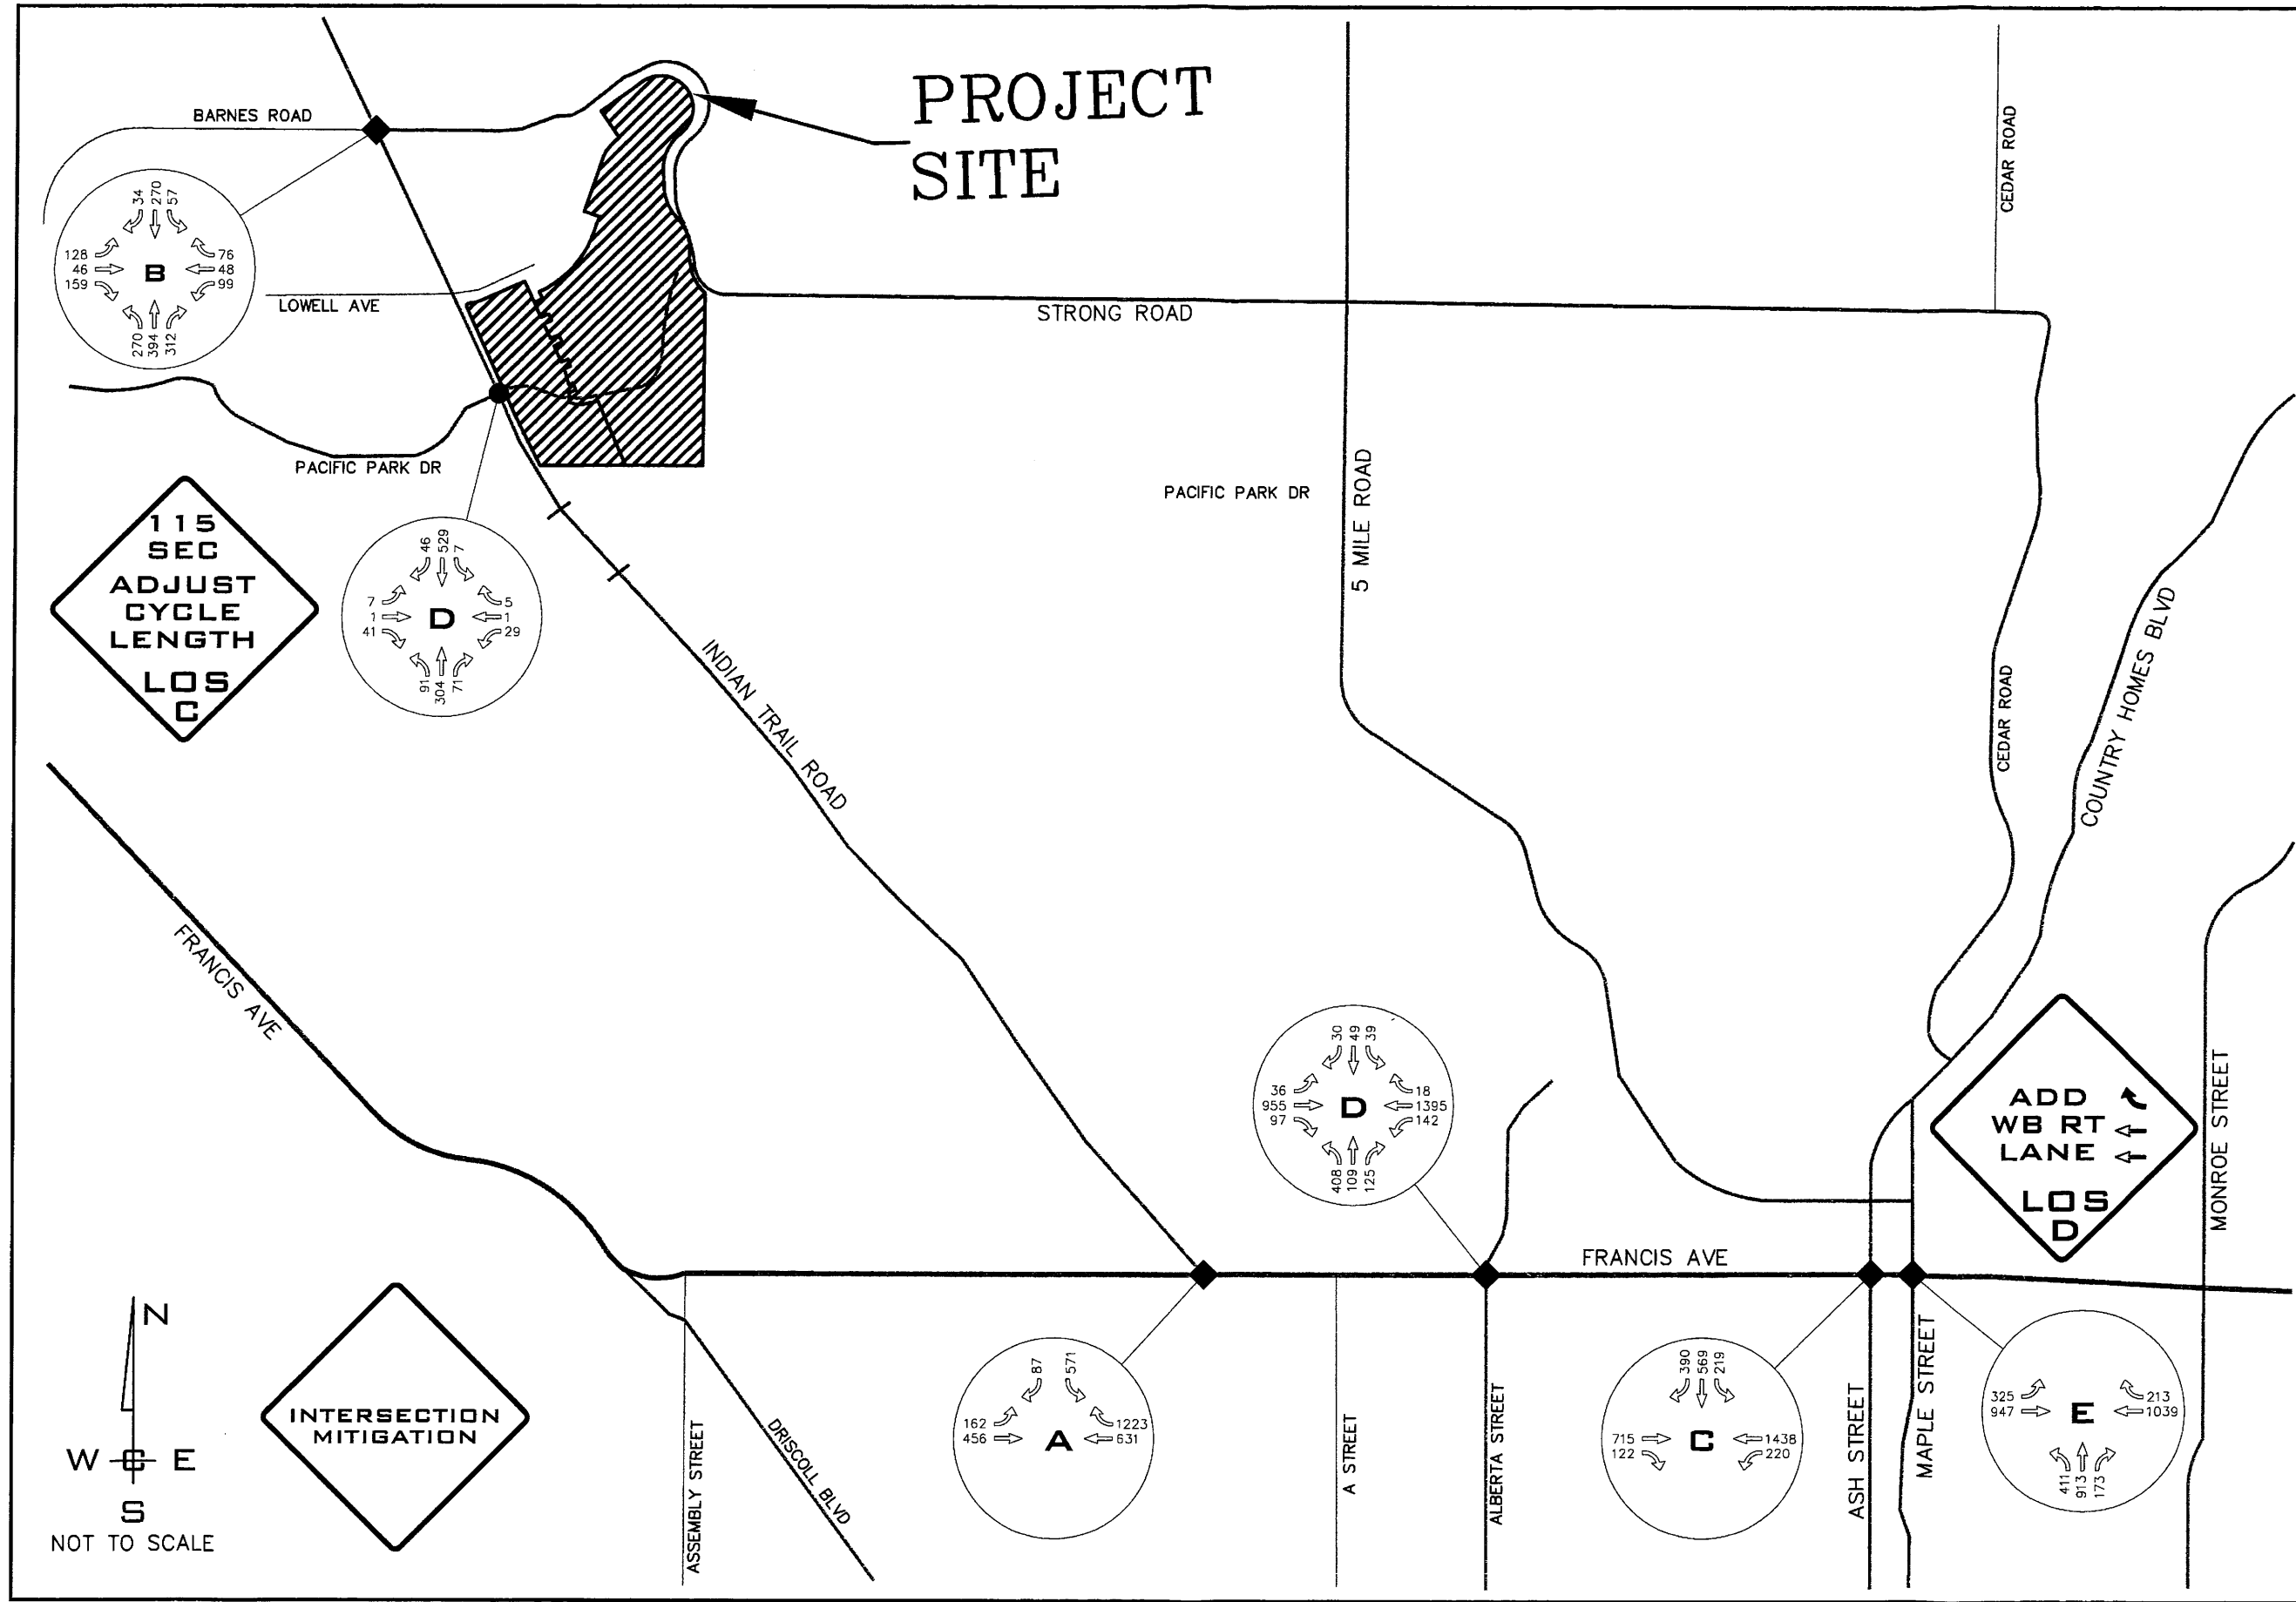 PROJECT
SITE
BARNES ROAD
CEDAR ROAD
34
270
57
128
46
159
B
76
48
99
270
394
312
LOWELL AVE
STRONG ROAD
PACIFIC PARK DR
PACIFIC PARK DR
5 MILE ROAD
115
SEC
ADJUST
CYCLE
LENGTH
LOS
C
46
529
7
7
1
41
D
5
1
29
91
304
71
INDIAN TRAIL ROAD
CEDAR ROAD
COUNTRY HOMES BLVD
FRANCIS AVE
30
49
39
36
955
97
D
18
1395
142
408
109
125
ADD
WB RT
LANE
LOS
D
MONROE STREET
FRANCIS AVE
N
W C E
S
NOT TO SCALE
INTERSECTION
MITIGATION
ASSEMBLY STREET
DRISCOLL BLVD
87
571
162
456
A
1223
631
A STREET
ALBERTA STREET
390
569
219
715
122
C
1438
220
ASH STREET
MAPLE STREET
325
947
E
213
1039
411
913
173